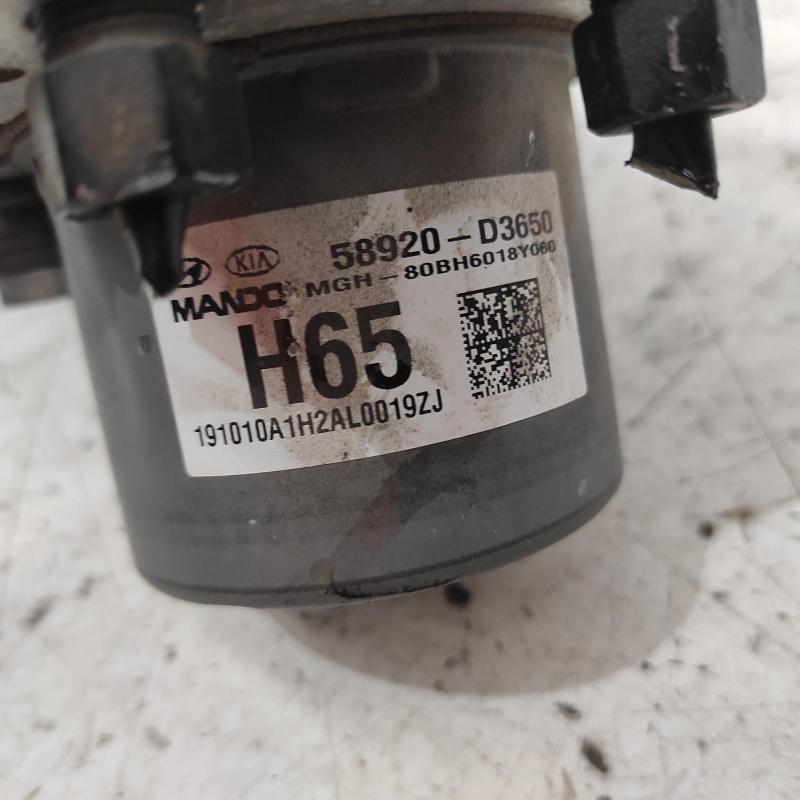 KIA 58920-D3650
MANDO MGH-80BH6018Y060
H65
191010A1H2AL0019ZJ